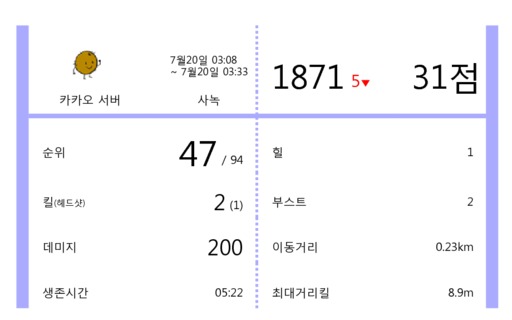 7월20일 03:08
~ 7월20일 03:33
카카오 서버
사녹
1871 5▼
31점
순위
47 / 94
힐
1
킬(헤드샷)
2 (1)
부스트
2
데미지
200
이동거리
0.23km
생존시간
05:22
최대거리킬
8.9m